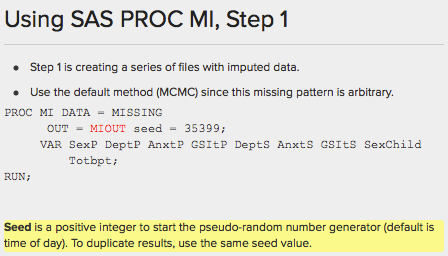 Using SAS PROC MI, Step 1
• Step 1 is creating a series of files with imputed data.
• Use the default method (MCMC) since this missing pattern is arbitrary.
PROC MI DATA = MISSING
OUT = MIOUT seed = 35399;
VAR SexP DeptP AnxtP GSItP DeptS AnxtS GSItS SexChild
Totbpt;
RUN;
Seed is a positive integer to start the pseudo-random number generator (default is
time of day). To duplicate results, use the same seed value.